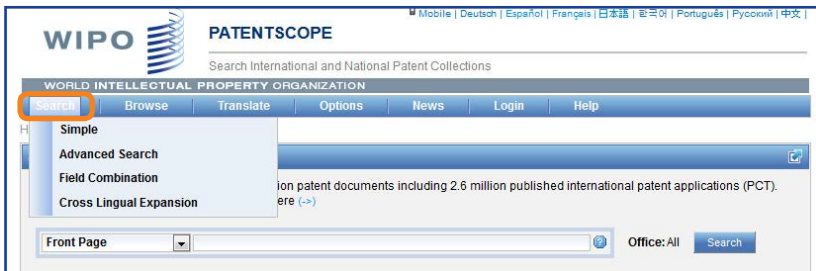 Mobile | Deutsch | Español | Français | 日本語 | 한국어 | Português | Русский | 中文 |
WIPO
PATENTSCOPE
Search International and National Patent Collections
WORLD INTELLECTUAL PROPERTY ORGANIZATION
Search Browse Translate Options News Login Help
H
Simple
Advanced Search
Field Combination
Cross Lingual Expansion
ion patent documents including 2.6 million published international patent applications (PCT).
ere (->)
Front Page Office: All Search